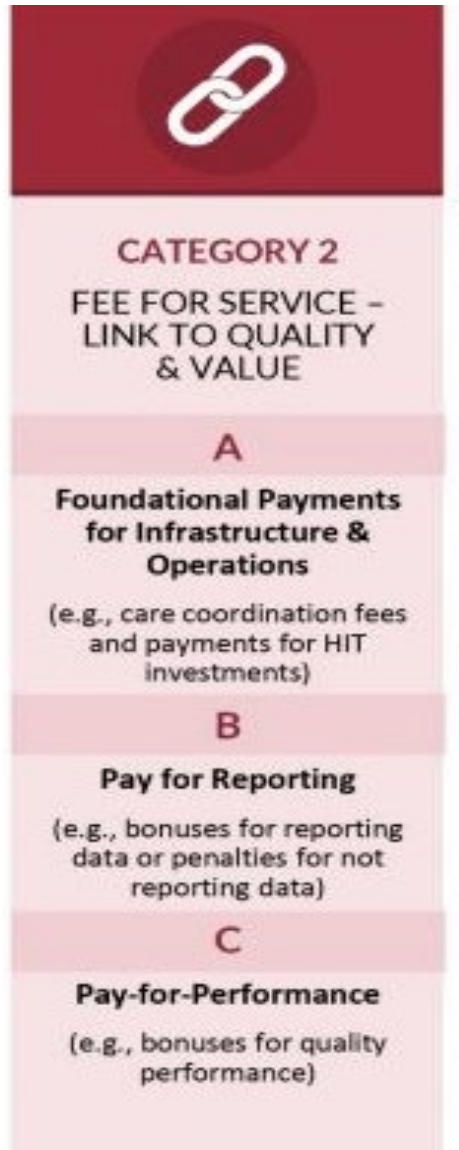 CATEGORY 2
FEE FOR SERVICE –
LINK TO QUALITY
& VALUE
A
Foundational Payments
for Infrastructure &
Operations
(e.g., care coordination fees
and payments for HIT
investments)
B
Pay for Reporting
(e.g., bonuses for reporting
data or penalties for not
reporting data)
C
Pay-for-Performance
(e.g., bonuses for quality
performance)